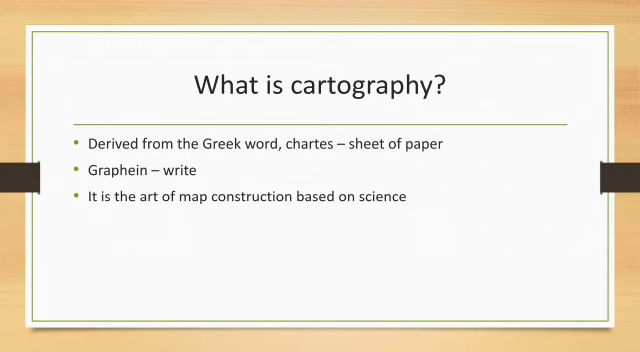 What is cartography?
• Derived from the Greek word, chartes – sheet of paper
• Graphein – write
• It is the art of map construction based on science